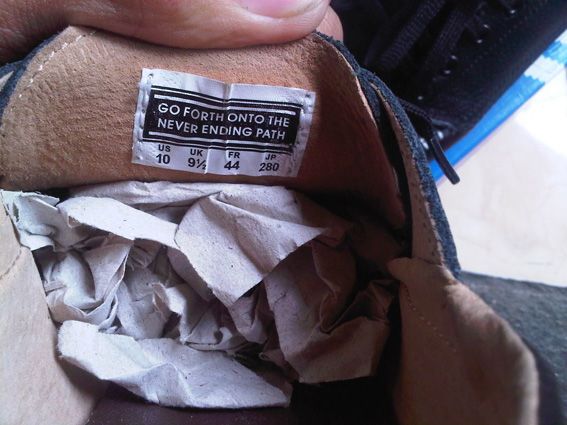 GO FORTH ONTO THE
NEVER ENDING PATH
US UK FR JP
10 9½ 44 280